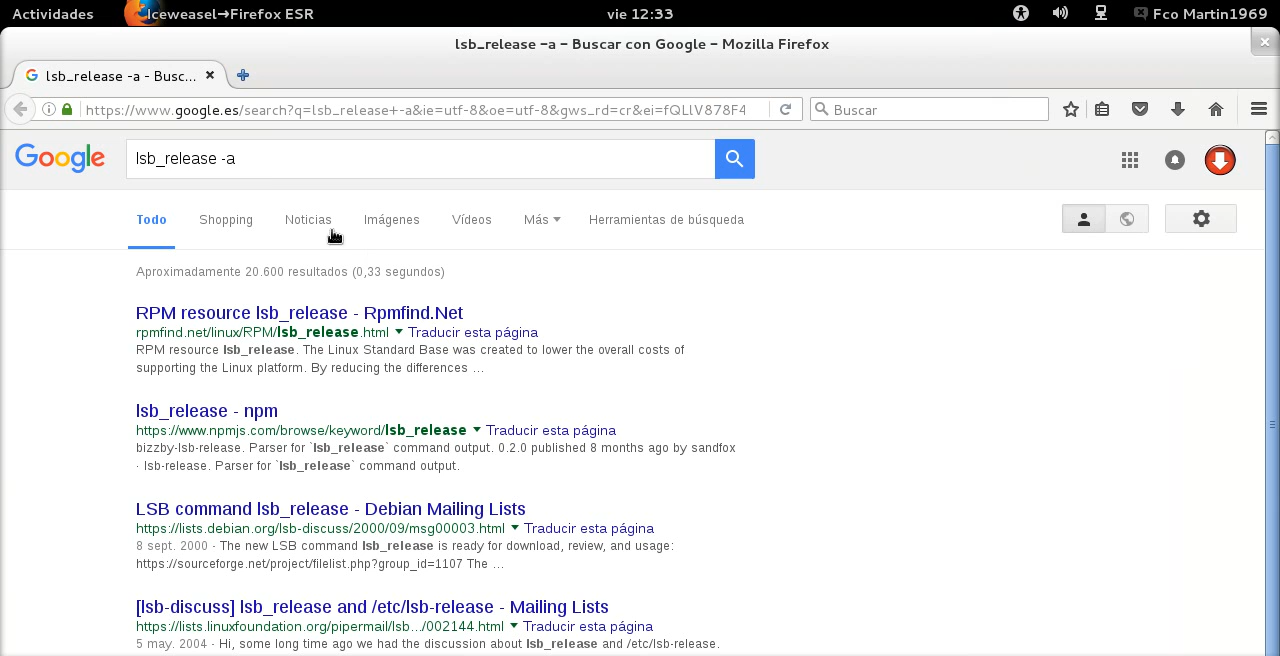 Actividades Iceweasel→Firefox ESR vie 12:33 Fco Martin1969
lsb_release -a - Buscar con Google - Mozilla Firefox
lsb_release -a - Busc...
https://www.google.es/search?q=lsb_release+-a&ie=utf-8&oe=utf-8&gws_rd=cr&ei=fQLlV878F4 Buscar
Google lsb_release -a
Todo Shopping Noticias Imágenes Vídeos Más Herramientas de búsqueda
Aproximadamente 20.600 resultados (0,33 segundos)
RPM resource lsb_release - Rpmfind.Net
rpmfind.net/linux/RPM/lsb_release.html Traducir esta página
RPM resource lsb_release. The Linux Standard Base was created to lower the overall costs of
supporting the Linux platform. By reducing the differences ...
lsb_release - npm
https://www.npmjs.com/browse/keyword/lsb_release Traducir esta página
bizzby-lsb-release. Parser for `lsb_release` command output. 0.2.0 published 8 months ago by sandfox
· lsb-release. Parser for `lsb_release` command output.
LSB command lsb_release - Debian Mailing Lists
https://lists.debian.org/lsb-discuss/2000/09/msg00003.html Traducir esta página
8 sept. 2000 - The new LSB command lsb_release is ready for download, review, and usage:
https://sourceforge.net/project/filelist.php?group_id=1107 The ...
[lsb-discuss] lsb_release and /etc/lsb-release - Mailing Lists
https://lists.linuxfoundation.org/pipermail/lsb.../002144.html Traducir esta página
5 may. 2004 - Hi, some long time ago we had the discussion about lsb_release and /etc/lsb-release.